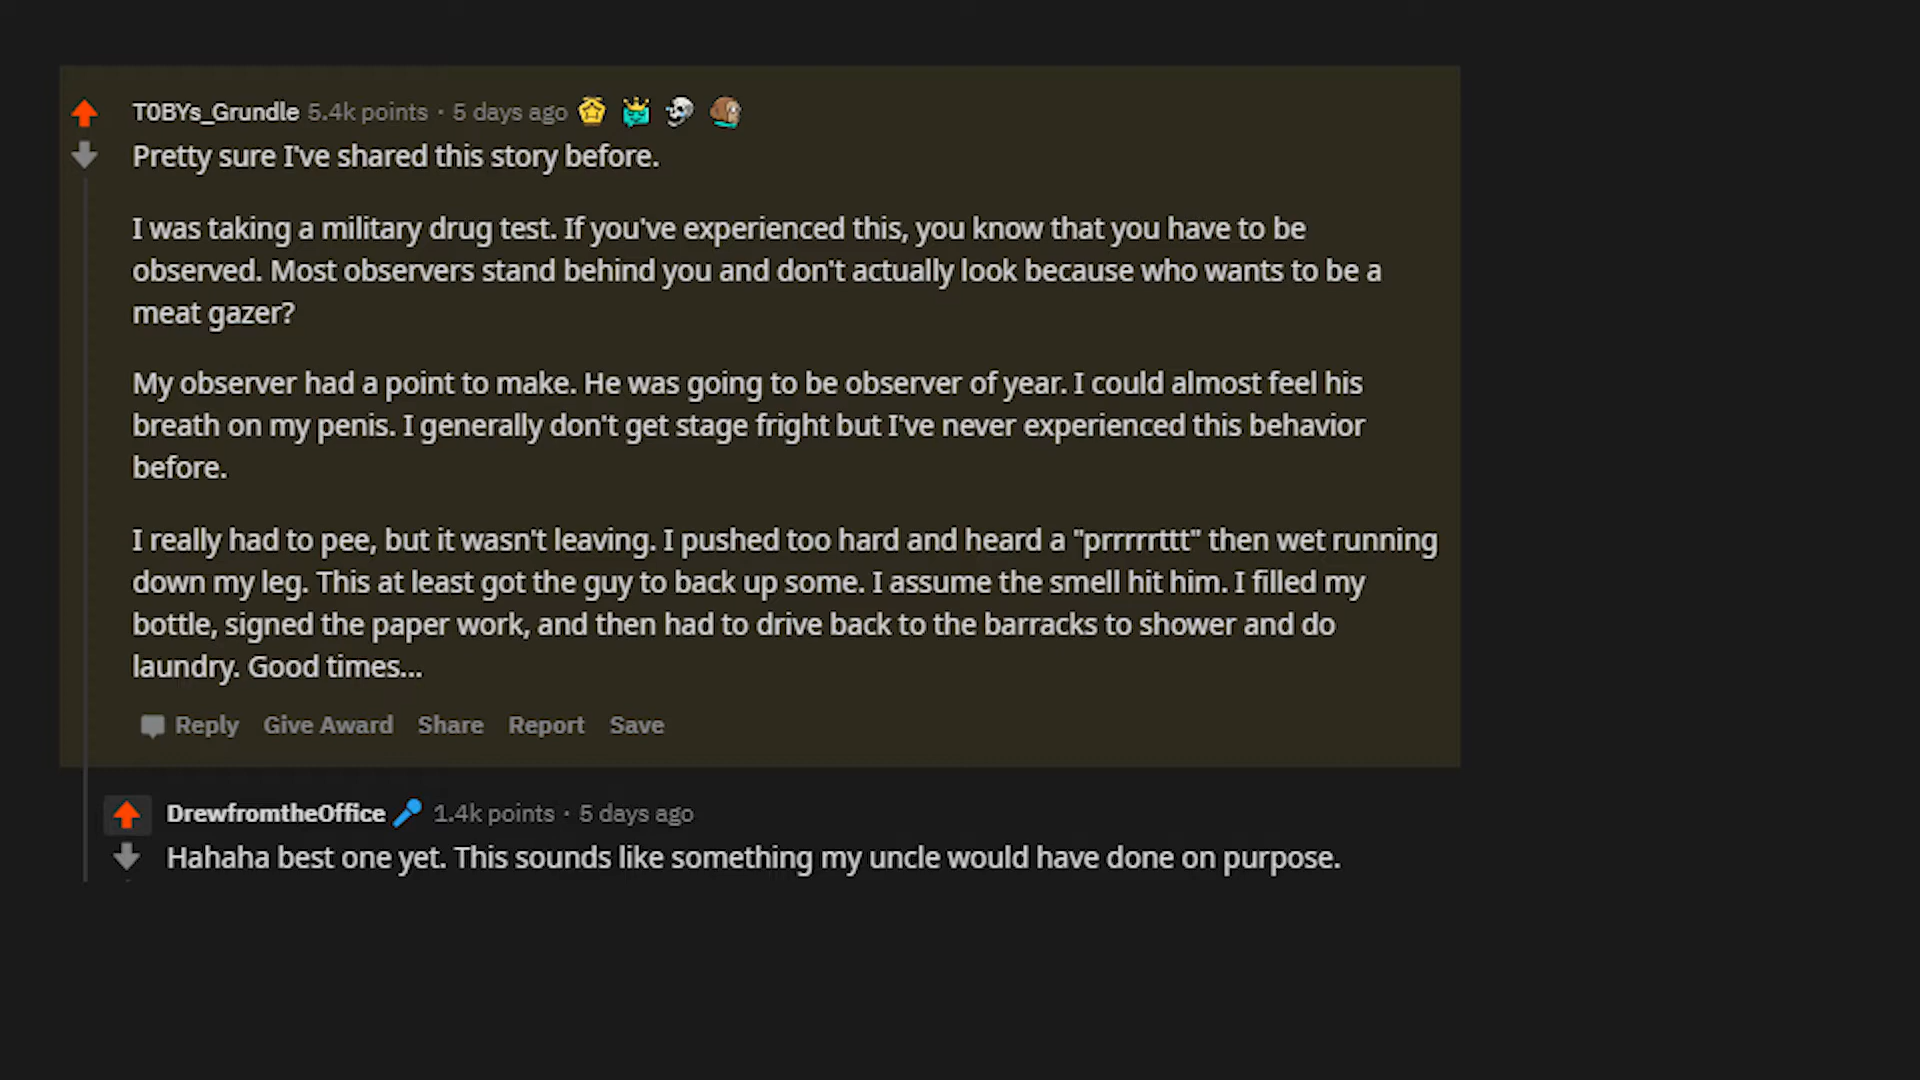 T0BYs_Grundle 5.4k points · 5 days ago
Pretty sure I've shared this story before.
I was taking a military drug test. If you've experienced this, you know that you have to be
observed. Most observers stand behind you and don't actually look because who wants to be a
meat gazer?
My observer had a point to make. He was going to be observer of year. I could almost feel his
breath on my penis. I generally don't get stage fright but I've never experienced this behavior
before.
I really had to pee, but it wasn't leaving. I pushed too hard and heard a "prrrrrttt" then wet running
down my leg. This at least got the guy to back up some. I assume the smell hit him. I filled my
bottle, signed the paper work, and then had to drive back to the barracks to shower and do
laundry. Good times...
Reply Give Award Share Report Save
DrewfromtheOffice 1.4k points · 5 days ago
Hahaha best one yet. This sounds like something my uncle would have done on purpose.